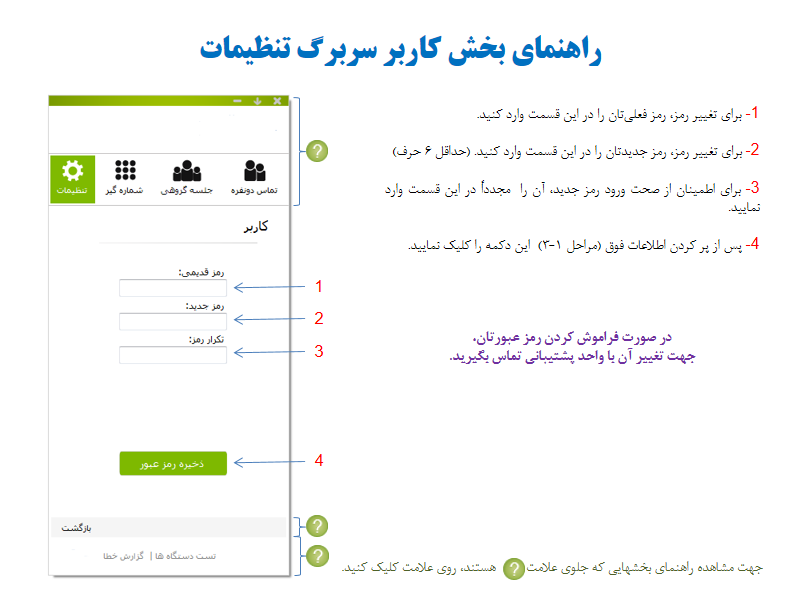 راهنمای بخش کاربر سربرگ تنظیمات
1- برای تغییر رمز، رمز فعلی‌تان را در این قسمت وارد کنید.
2- برای تغییر رمز، رمز جدیدتان را در این قسمت وارد کنید. (حداقل ۶ حرف)
3- برای اطمینان از صحت ورود رمز جدید، آن را مجدداً در این قسمت وارد
نمایید.
4- پس از پر کردن اطلاعات فوق (مراحل ۱-۳) این دکمه را کلیک نمایید.
در صورت فراموش کردن رمز عبورتان،
جهت تغییر آن با واحد پشتیبانی تماس بگیرید.
تماس دونفره
جلسه گروهی
شماره گیر
تنظیمات
?
کاربر
رمز قدیمی:
1
رمز جدید:
2
تکرار رمز:
3
ذخیره رمز عبور
4
بازگشت
?
تست دستگاه ها | گزارش خطا
?
جهت مشاهده راهنمای بخشهایی که جلوی علامت ? هستند، روی علامت کلیک کنید.